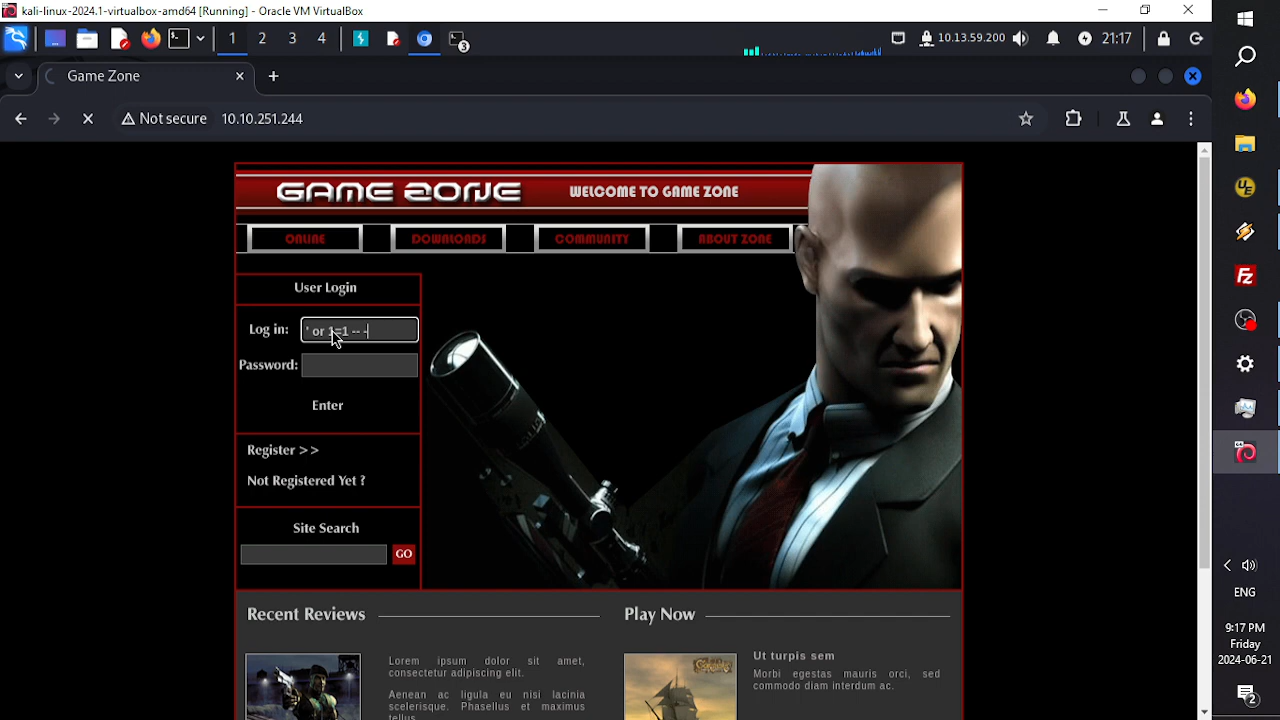 kali-linux-2024.1-virtualbox-amd64 [Running] - Oracle VM VirtualBox
1 2 3 4 3 10.13.59.200 21:17
Game Zone
Not secure 10.10.251.244
GAME ZONE WELCOME TO GAME ZONE
ONLINE DOWNLOADS COMMUNITY ABOUT ZONE
User Login
Log in: ' or 1=1 -- -
Password:
Enter
Register >>
Not Registered Yet ?
Site Search
GO
Recent Reviews
Lorem ipsum dolor sit amet,
consectetur adipiscing elit.
Aenean ac ligula eu nisi lacinia
scelerisque. Phasellus et maximus
tellus
Play Now
Ut turpis sem
Morbi egestas mauris orci, sed
commodo diam interdum ac.
UE
FZ
ENG
9:17 PM
Friday
2024-06-21
2